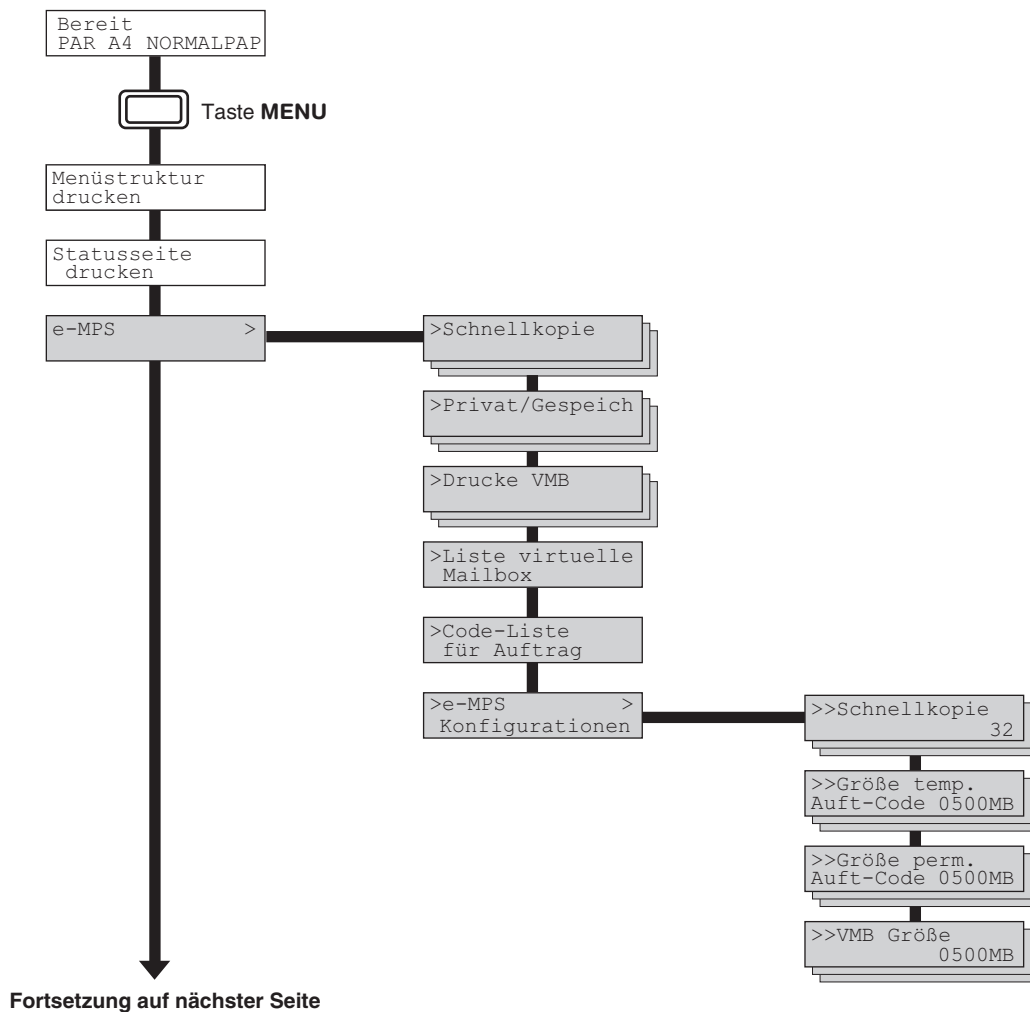 Bereit
PAR A4 NORMALPAP
Taste MENU
Menüstruktur
drucken
Statusseite
drucken
e-MPS >
>Schnellkopie
>Privat/Gespeich
>Drucke VMB
>Liste virtuelle
Mailbox
>Code-Liste
für Auftrag
>e-MPS >
Konfigurationen
>>Schnellkopie
32
>>Größe temp.
Auft-Code 0500MB
>>Größe perm.
Auft-Code 0500MB
>>VMB Größe
0500MB
Fortsetzung auf nächster Seite